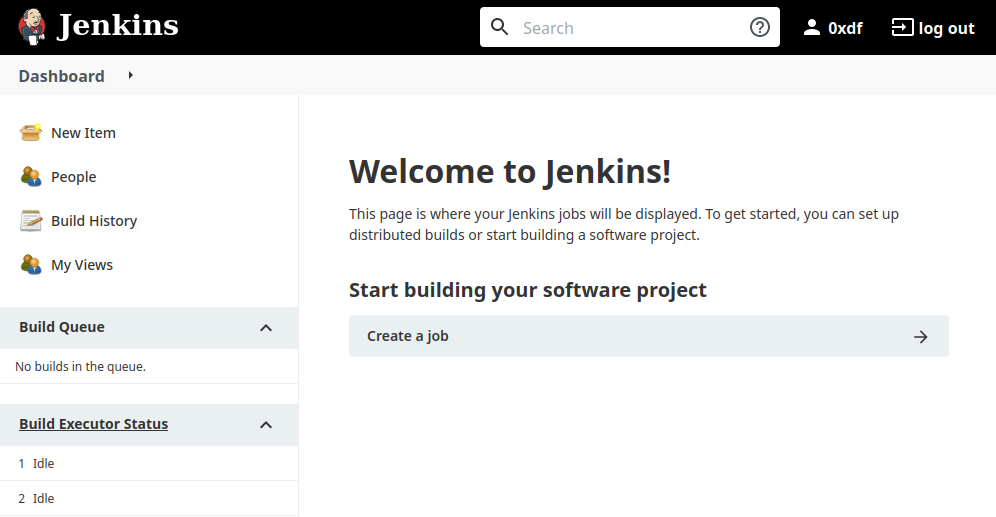 Jenkins
Search
0xdf
log out
Dashboard
New Item
People
Build History
My Views
Build Queue
No builds in the queue.
Build Executor Status
1 Idle
2 Idle
Welcome to Jenkins!
This page is where your Jenkins jobs will be displayed. To get started, you can set up
distributed builds or start building a software project.
Start building your software project
Create a job